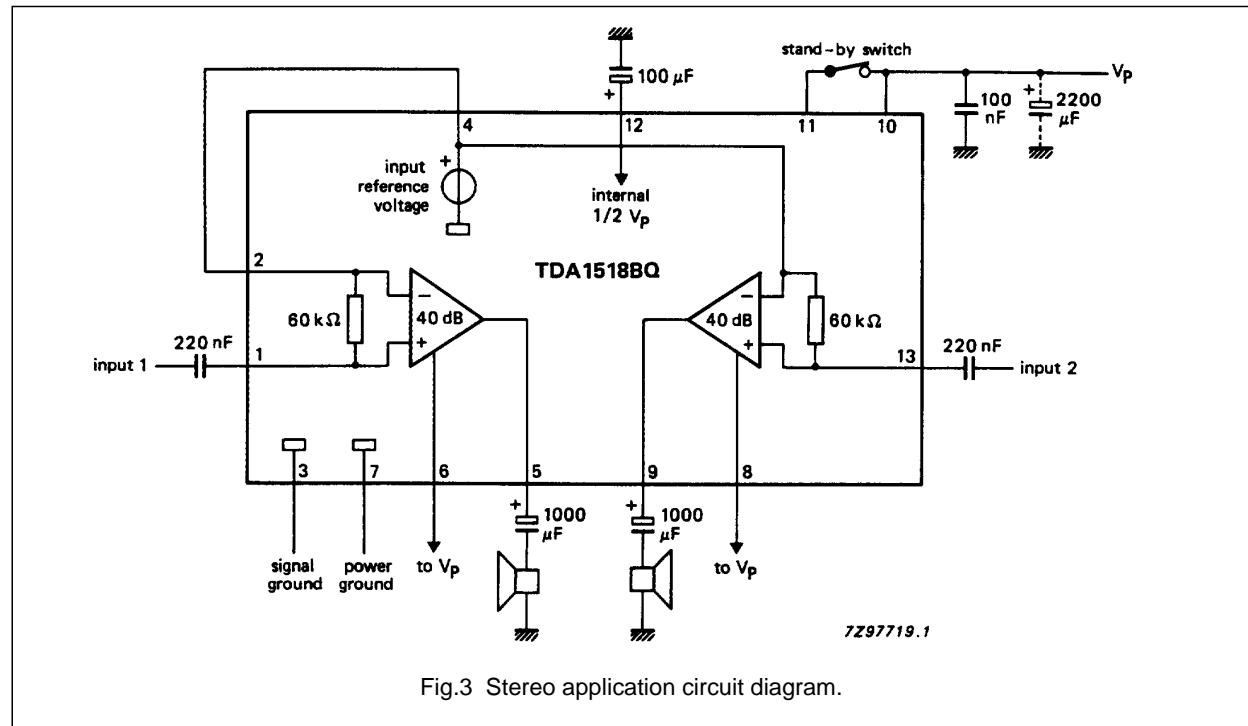 stand-by switch
Vp
100 μF
+
100
nF
+
2200
μF
4
12
11
10
input
reference
voltage
+
internal
1/2 Vp
TDA1518BQ
2
−
40 dB
+
60 kΩ
−
40 dB
+
60 kΩ
220 nF
input 1
1
13
220 nF
input 2
3
7
6
5
9
8
signal
ground
power
ground
to Vp
+
1000
μF
+
1000
μF
to Vp
7Z97719.1
Fig.3 Stereo application circuit diagram.